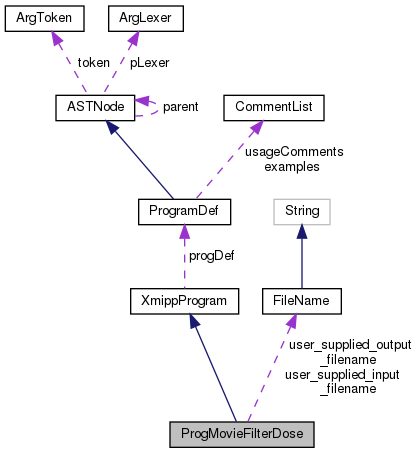 ArgToken
ArgLexer
token
pLexer
ASTNode
parent
CommentList
usageComments
examples
ProgramDef
String
progDef
XmippProgram
FileName
user_supplied_output
_filename
user_supplied_input
_filename
ProgMovieFilterDose